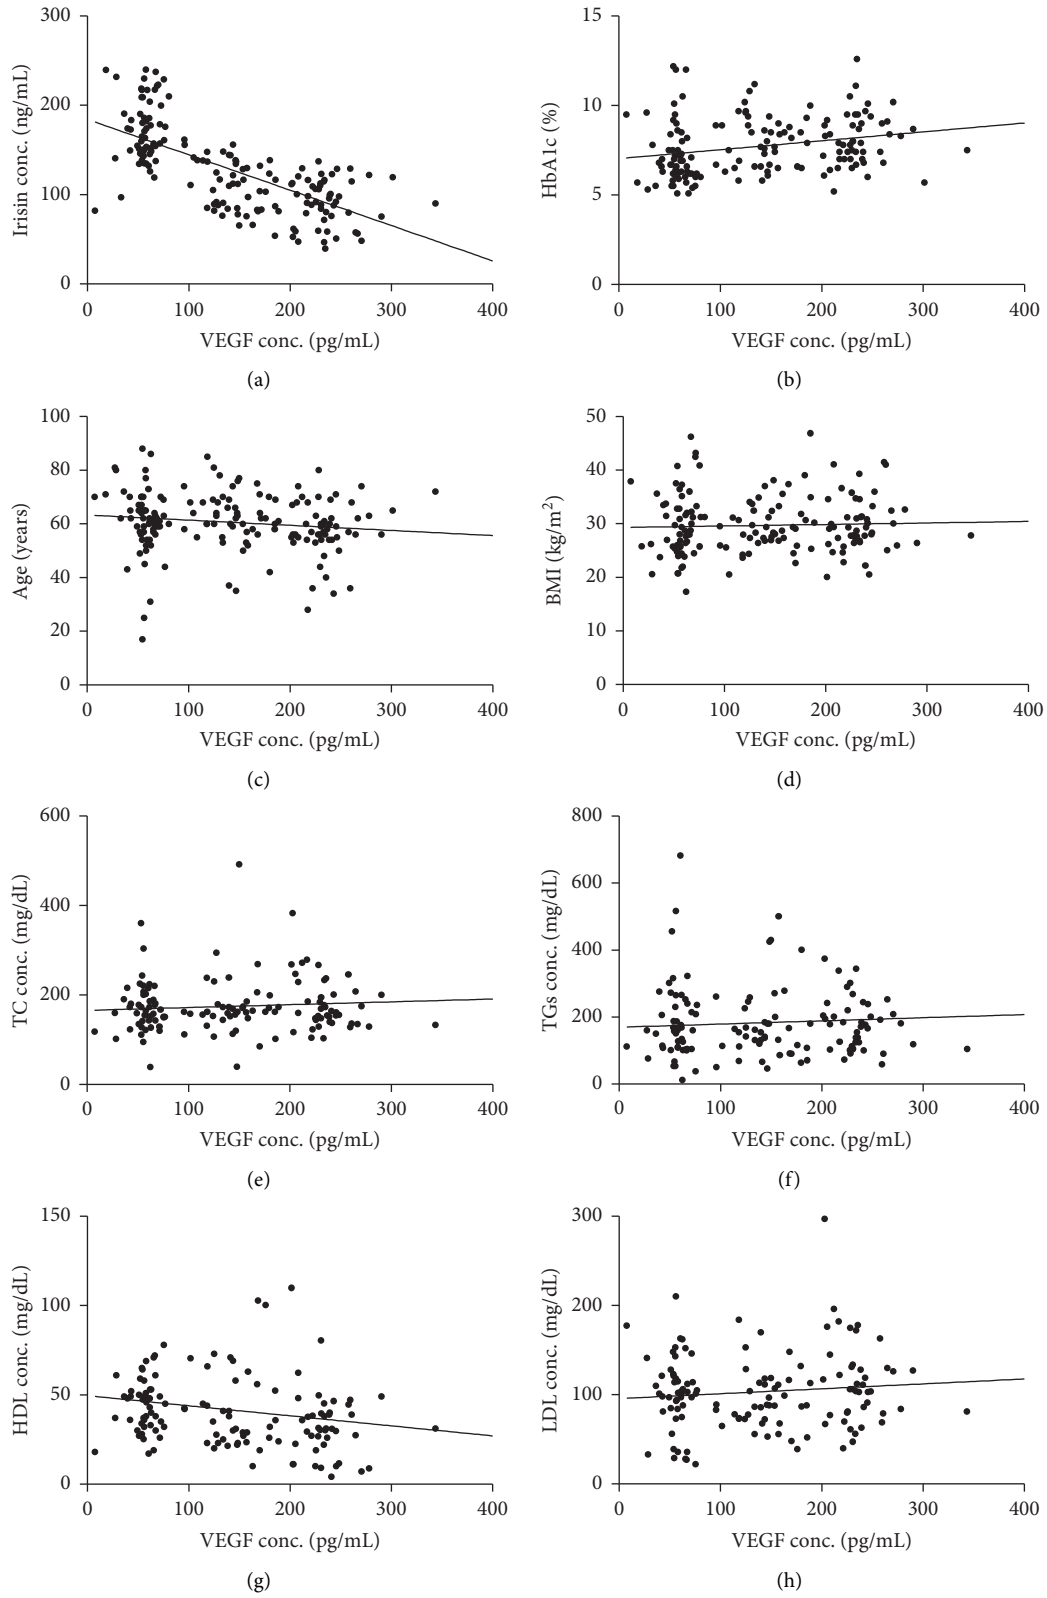 300
200
100
0
Irisin conc. (ng/mL)
0 100 200 300 400
VEGF conc. (pg/mL)
(a)
15
10
5
0
HbA1c (%)
0 100 200 300 400
VEGF conc. (pg/mL)
(b)
100
80
60
40
20
0
Age (years)
0 100 200 300 400
VEGF conc. (pg/mL)
(c)
50
40
30
20
10
0
BMI (kg/m²)
0 100 200 300 400
VEGF conc. (pg/mL)
(d)
600
400
200
0
TC conc. (mg/dL)
0 100 200 300 400
VEGF conc. (pg/mL)
(e)
800
600
400
200
0
TGs conc. (mg/dL)
0 100 200 300 400
VEGF conc. (pg/mL)
(f)
150
100
50
0
HDL conc. (mg/dL)
0 100 200 300 400
VEGF conc. (pg/mL)
(g)
300
200
100
0
LDL conc. (mg/dL)
0 100 200 300 400
VEGF conc. (pg/mL)
(h)